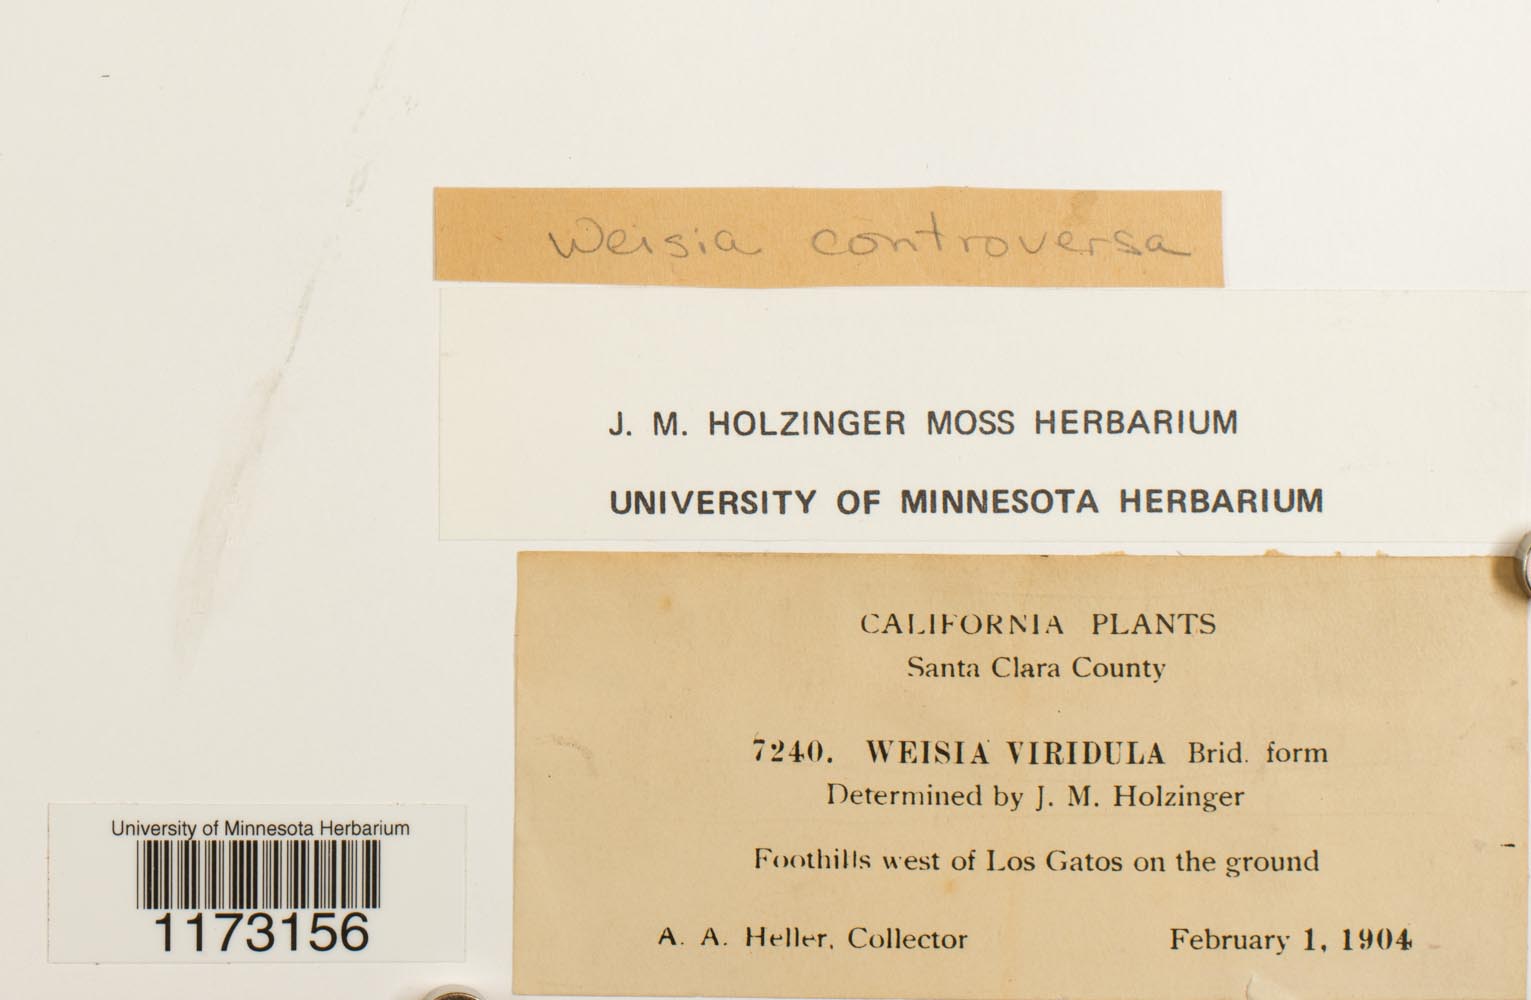 Weisia controversa
J. M. HOLZINGER MOSS HERBARIUM
UNIVERSITY OF MINNESOTA HERBARIUM
CALIFORNIA PLANTS
Santa Clara County
7240. WEISIA VIRIDULA Brid. form
Determined by J. M. Holzinger
Foothills west of Los Gatos on the ground
A. A. Heller, Collector February 1, 1904
University of Minnesota Herbarium
1173156